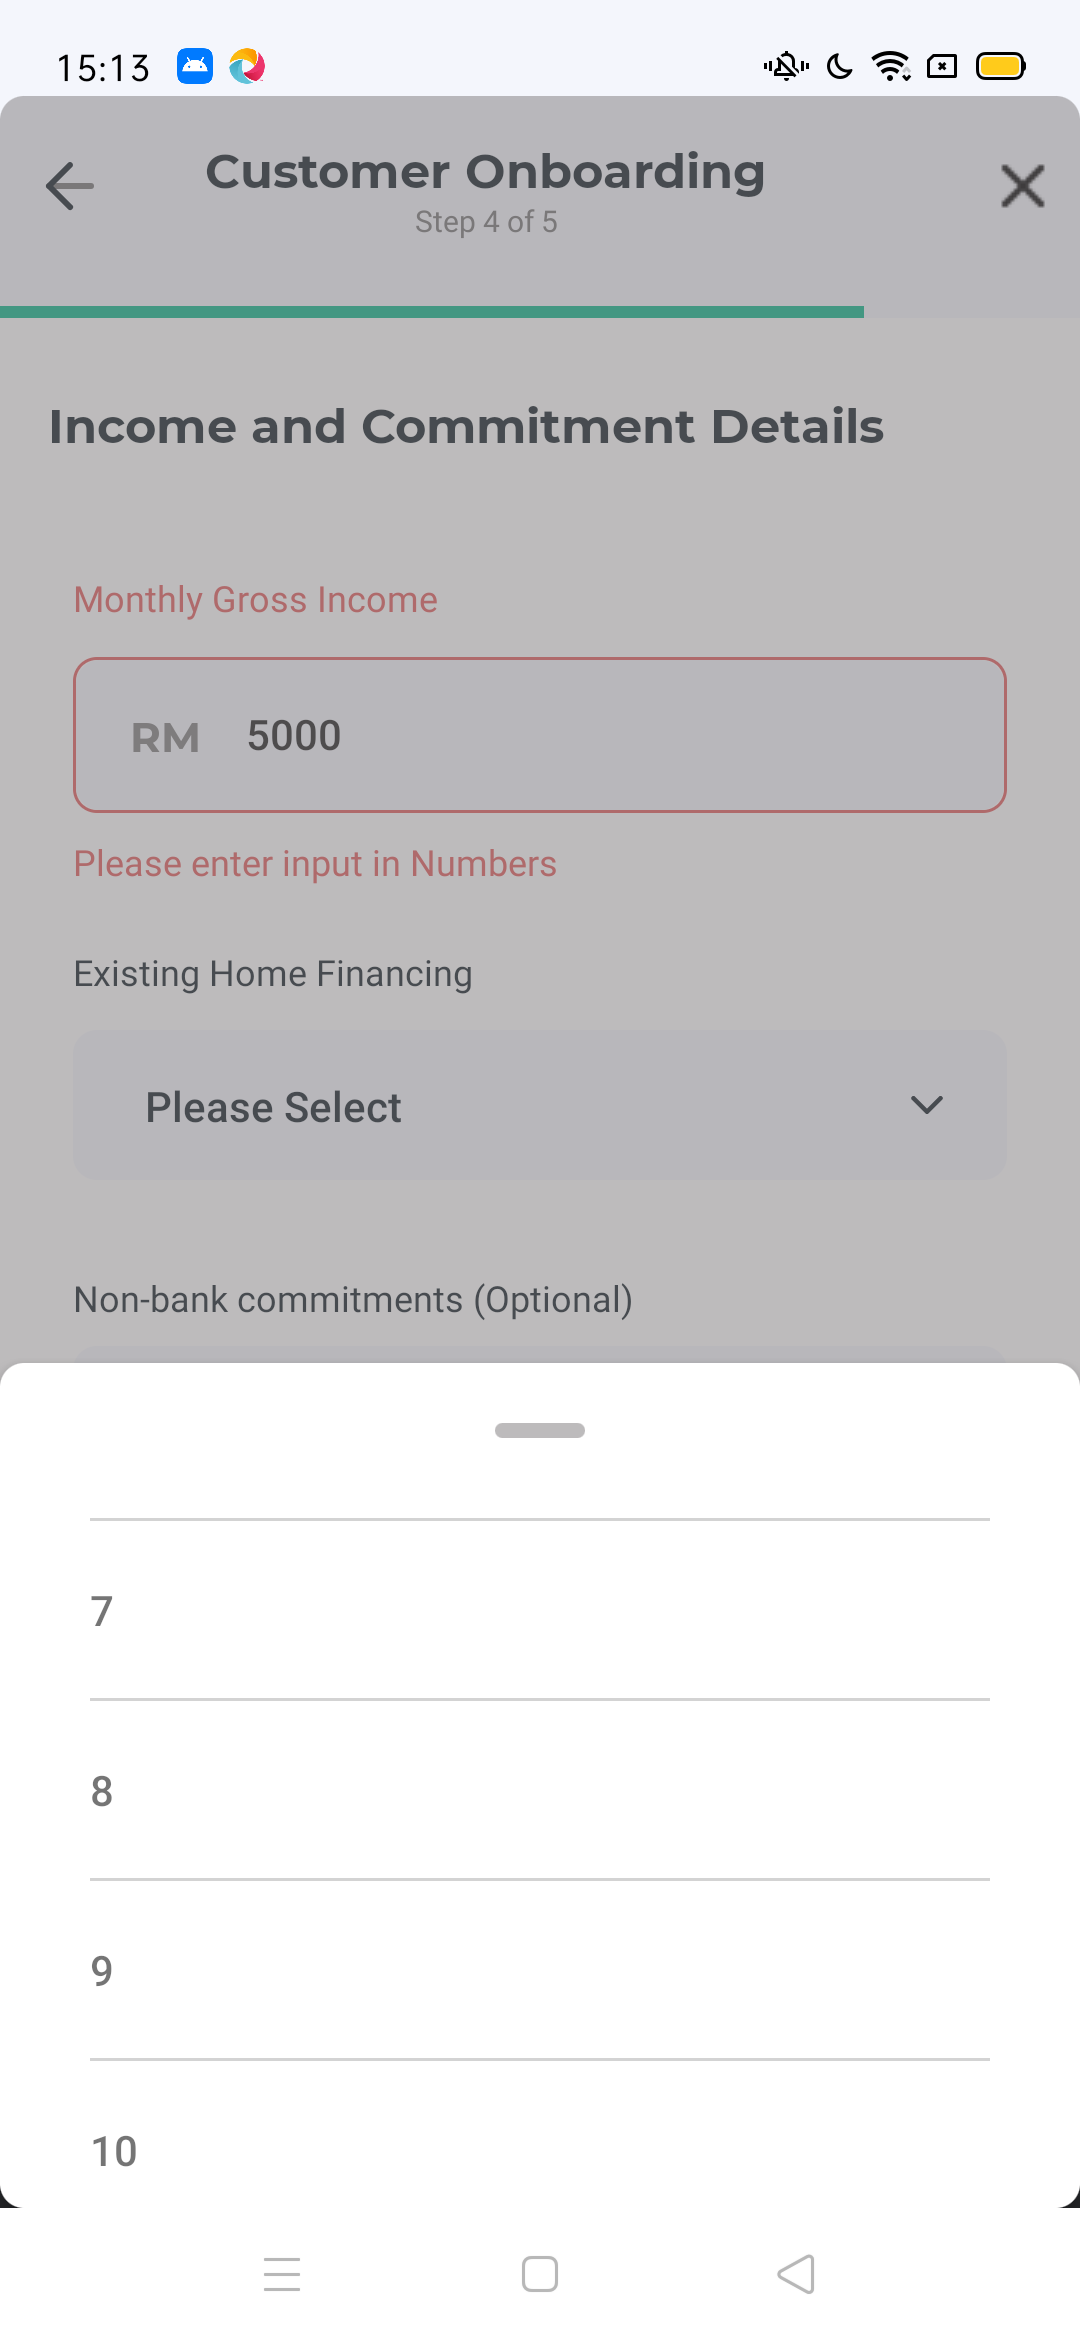 15:13
Customer Onboarding
Step 4 of 5
Income and Commitment Details
Monthly Gross Income
RM 5000
Please enter input in Numbers
Existing Home Financing
Please Select
Non-bank commitments (Optional)
7
8
9
10